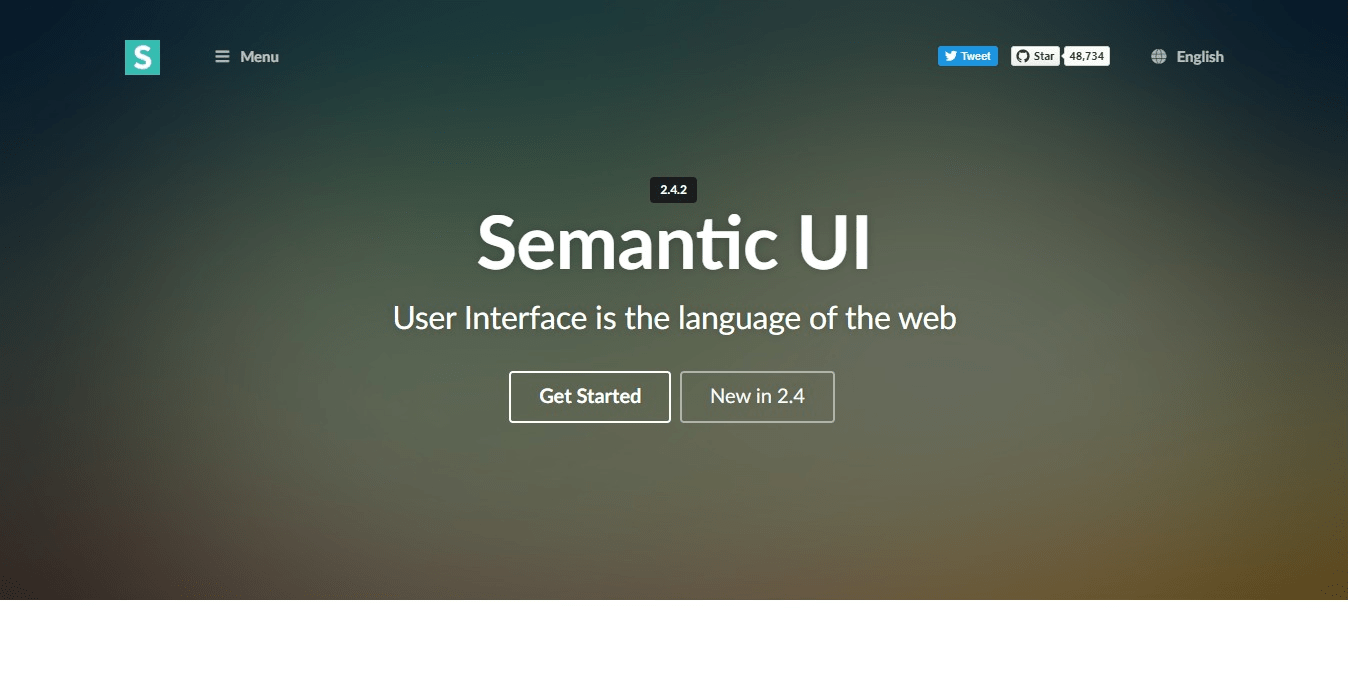 S Menu Tweet Star 48,734 English
2.4.2
Semantic UI
User Interface is the language of the web
Get Started New in 2.4